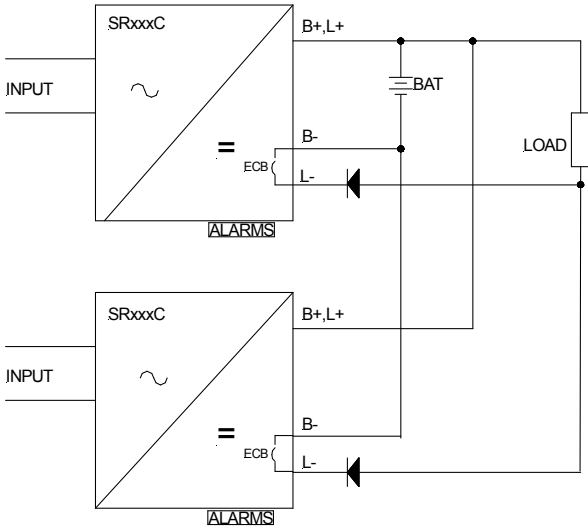 SRxxxC
B+,L+
INPUT
BAT
=
B-
ECB
LOAD
L-
ALARMS
SRxxxC
B+,L+
INPUT
=
B-
ECB
L-
ALARMS